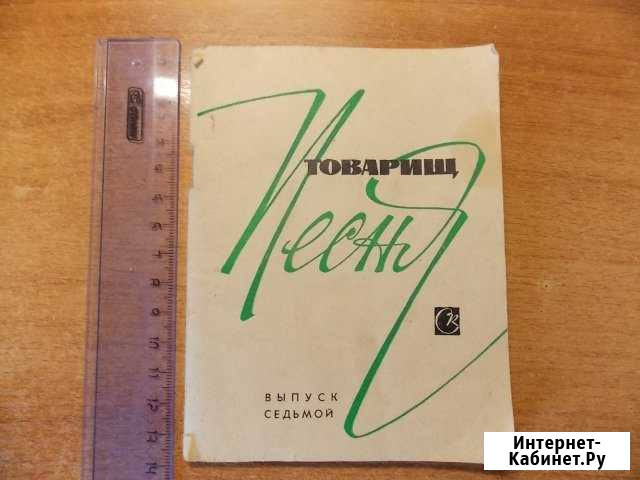 ТОВАРИЩ
Песня
ВЫПУСК
СЕДЬМОЙ
Интернет-
Кабинет.Ру